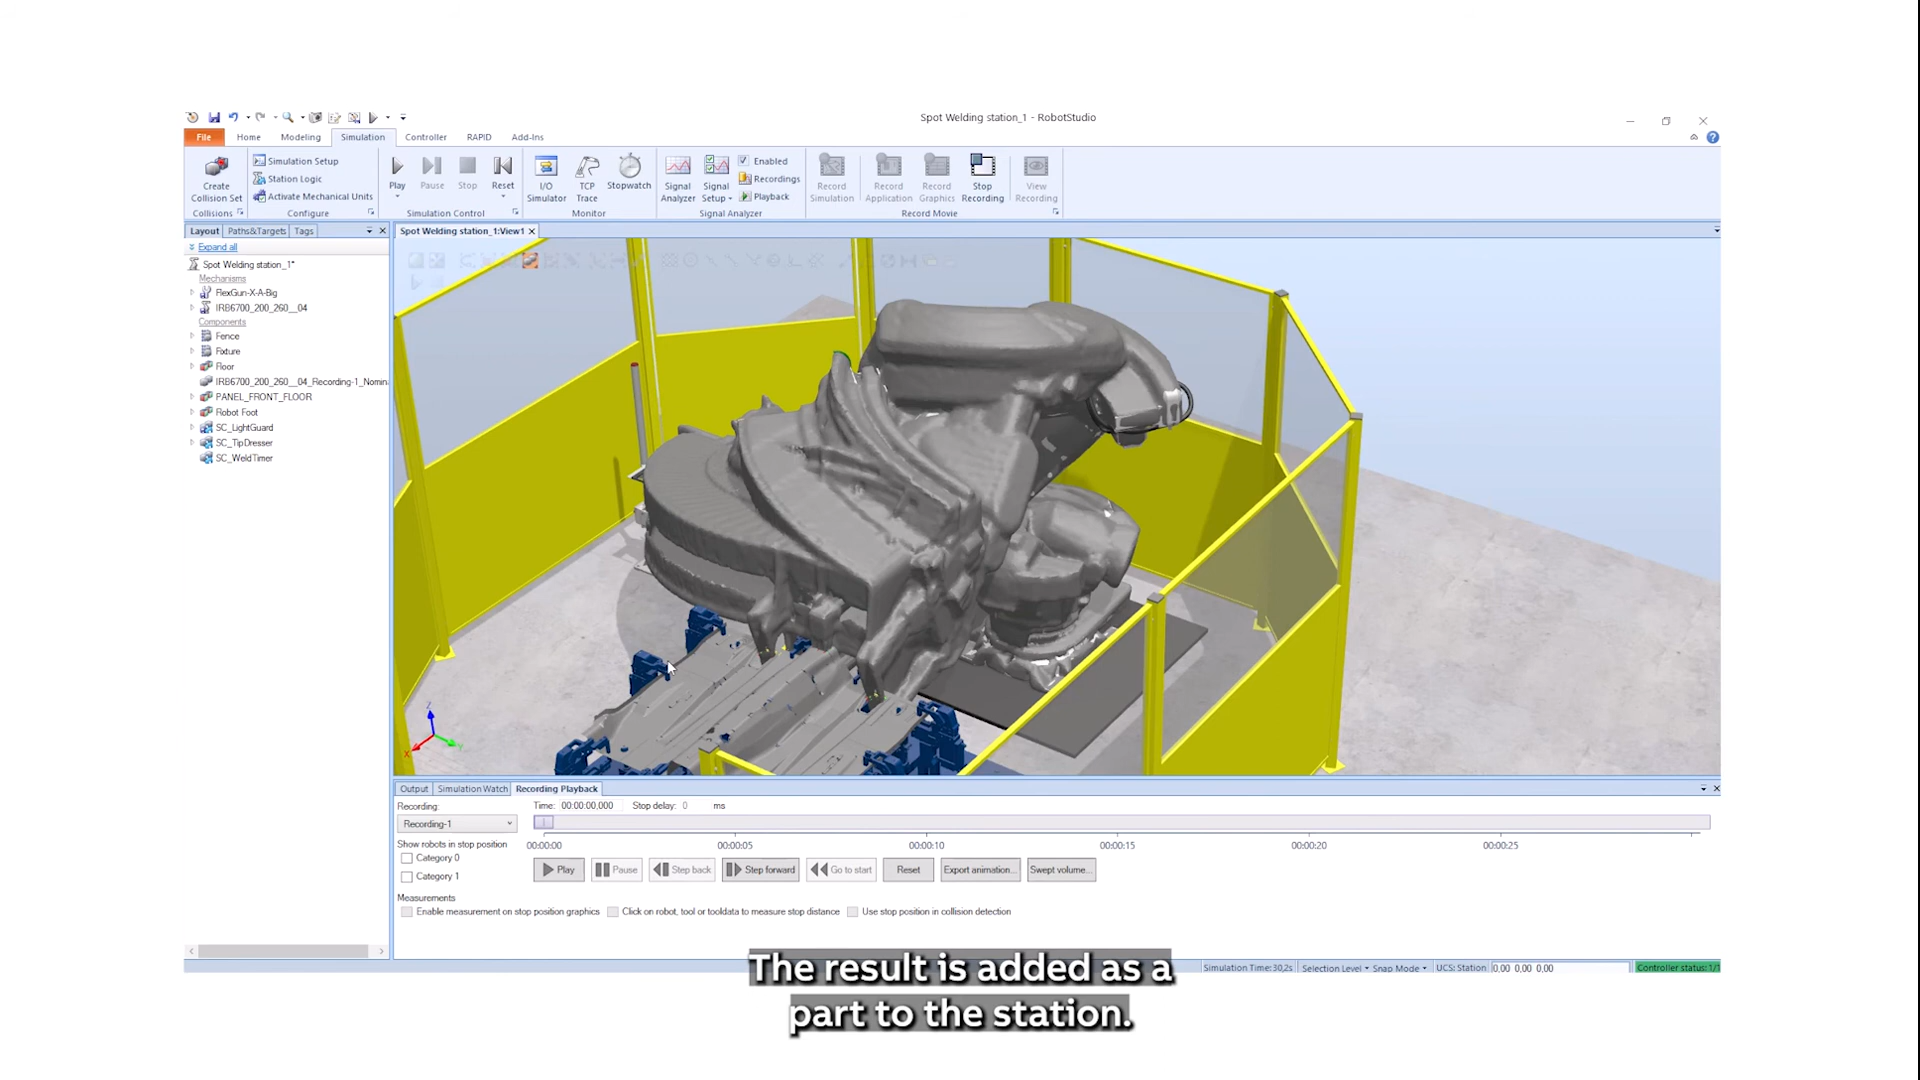 Spot Welding station_1 - RobotStudio
File
Home
Modeling
Simulation
Controller
RAPID
Add-Ins
Create
Collision Set
Collisions
Simulation Setup
Station Logic
Activate Mechanical Units
Configure
Play
Pause
Stop
Reset
Simulation Control
I/O
Simulator
TCP
Trace
Stopwatch
Monitor
Signal
Analyzer
Signal
Setup
Enabled
Recordings
Playback
Signal Analyzer
Record
Simulation
Record
Application
Record
Graphics
Stop
Recording
View
Recording
Record Movie
Layout
Paths&Targets
Tags
Expand all
Spot Welding station_1*
Mechanisms
FlexGun-X-A-Big
IRB6700_200_260__04
Components
Fence
Fixture
Floor
IRB6700_200_260__04_Recording-1_Nomin
PANEL_FRONT_FLOOR
Robot Foot
SC_LightGuard
SC_TipDresser
SC_WeldTimer
Spot Welding station_1:View1
Output
Simulation Watch
Recording Playback
Recording:
Recording-1
Time: 00:00:00,000 Stop delay: 0 ms
Show robots in stop position
Category 0
Category 1
00:00:00 00:00:05 00:00:10 00:00:15 00:00:20 00:00:25
Play
Pause
Step back
Step forward
Go to start
Reset
Export animation...
Swept volume...
Measurements
Enable measurement on stop position graphics
Click on robot, tool or tooldata to measure stop distance
Use stop position in collision detection
Simulation Time: 30,2s
Selection Level
Snap Mode
UCS: Station
0,00 0,00 0,00
Controller status: 1/1
The result is added as a
part to the station.